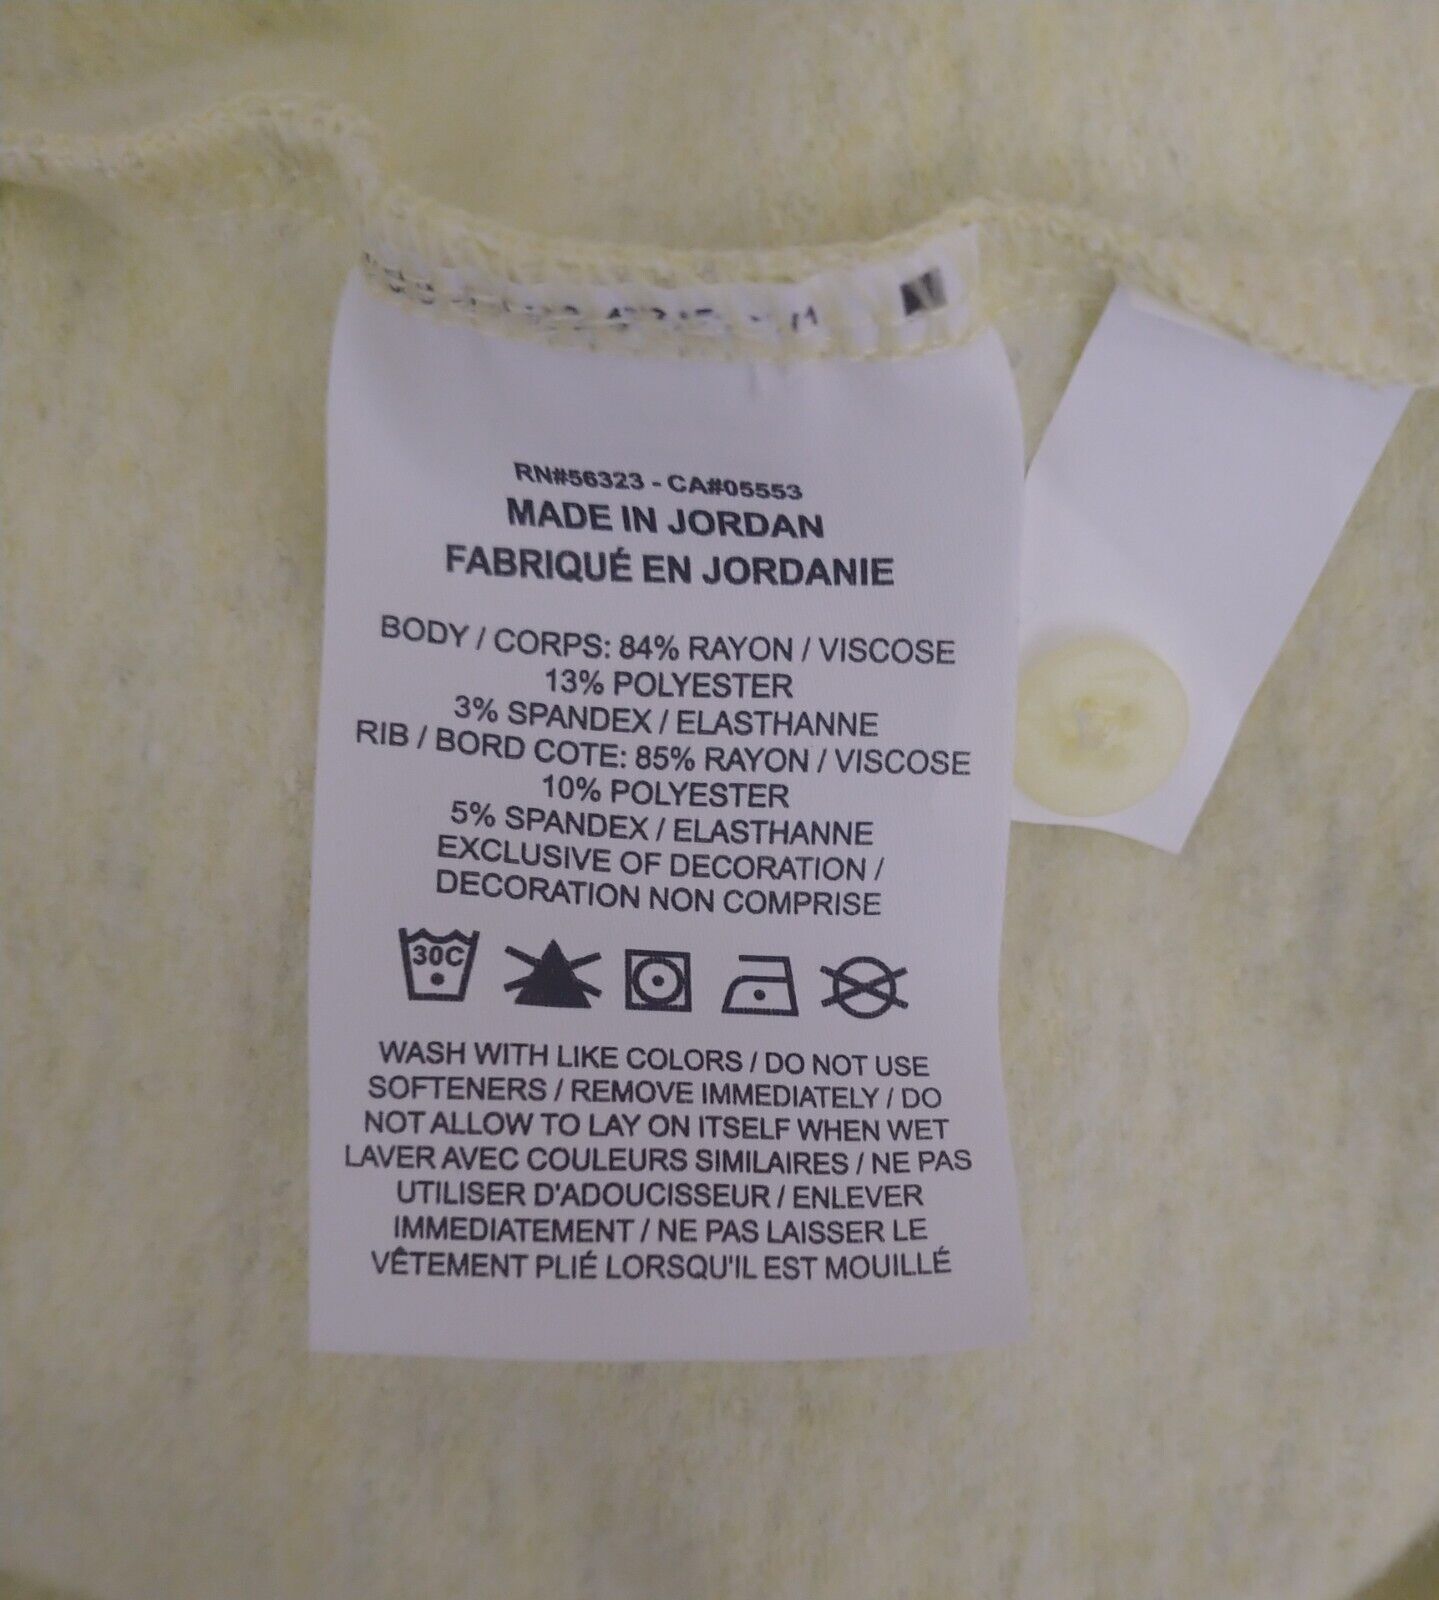 RN#56323 - CA#05553
MADE IN JORDAN
FABRIQUÉ EN JORDANIE
BODY / CORPS: 84% RAYON / VISCOSE
13% POLYESTER
3% SPANDEX / ELASTHANNE
RIB / BORD COTE: 85% RAYON / VISCOSE
10% POLYESTER
5% SPANDEX / ELASTHANNE
EXCLUSIVE OF DECORATION /
DECORATION NON COMPRISE
30C
WASH WITH LIKE COLORS / DO NOT USE
SOFTENERS / REMOVE IMMEDIATELY / DO
NOT ALLOW TO LAY ON ITSELF WHEN WET
LAVER AVEC COULEURS SIMILAIRES / NE PAS
UTILISER D'ADOUCISSEUR / ENLEVER
IMMEDIATEMENT / NE PAS LAISSER LE
VÊTEMENT PLIÉ LORSQU'IL EST MOUILLÉ